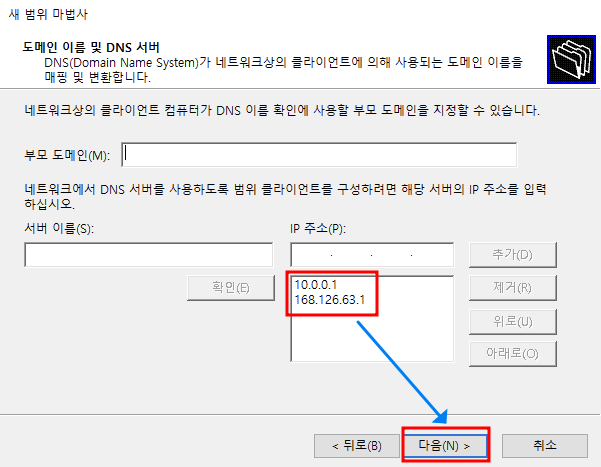 새 범위 마법사
도메인 이름 및 DNS 서버
DNS(Domain Name System)가 네트워크상의 클라이언트에 의해 사용되는 도메인 이름을
매핑 및 변환합니다.
네트워크상의 클라이언트 컴퓨터가 DNS 이름 확인에 사용할 부모 도메인을 지정할 수 있습니다.
부모 도메인(M):
네트워크에서 DNS 서버를 사용하도록 범위 클라이언트를 구성하려면 해당 서버의 IP 주소를 입력
하십시오.
서버 이름(S):
IP 주소(P):
. . .
추가(D)
확인(E)
10.0.0.1
168.126.63.1
제거(R)
위로(U)
아래로(O)
< 뒤로(B)
다음(N) >
취소